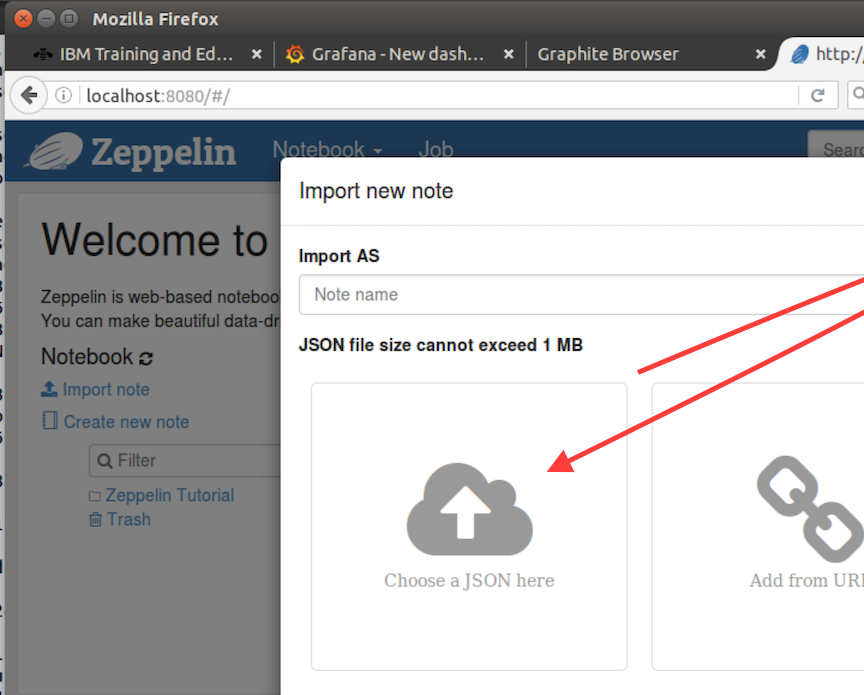 Mozilla Firefox
IBM Training and Ed...
Grafana - New dash...
Graphite Browser
http:/
localhost:8080/#/
Zeppelin
Notebook
Job
Sear
Import new note
Welcome to
Import AS
Note name
Zeppelin is web-based noteboo
You can make beautiful data-dr
JSON file size cannot exceed 1 MB
Notebook
Import note
Create new note
Filter
Zeppelin Tutorial
Trash
Choose a JSON here
Add from UR